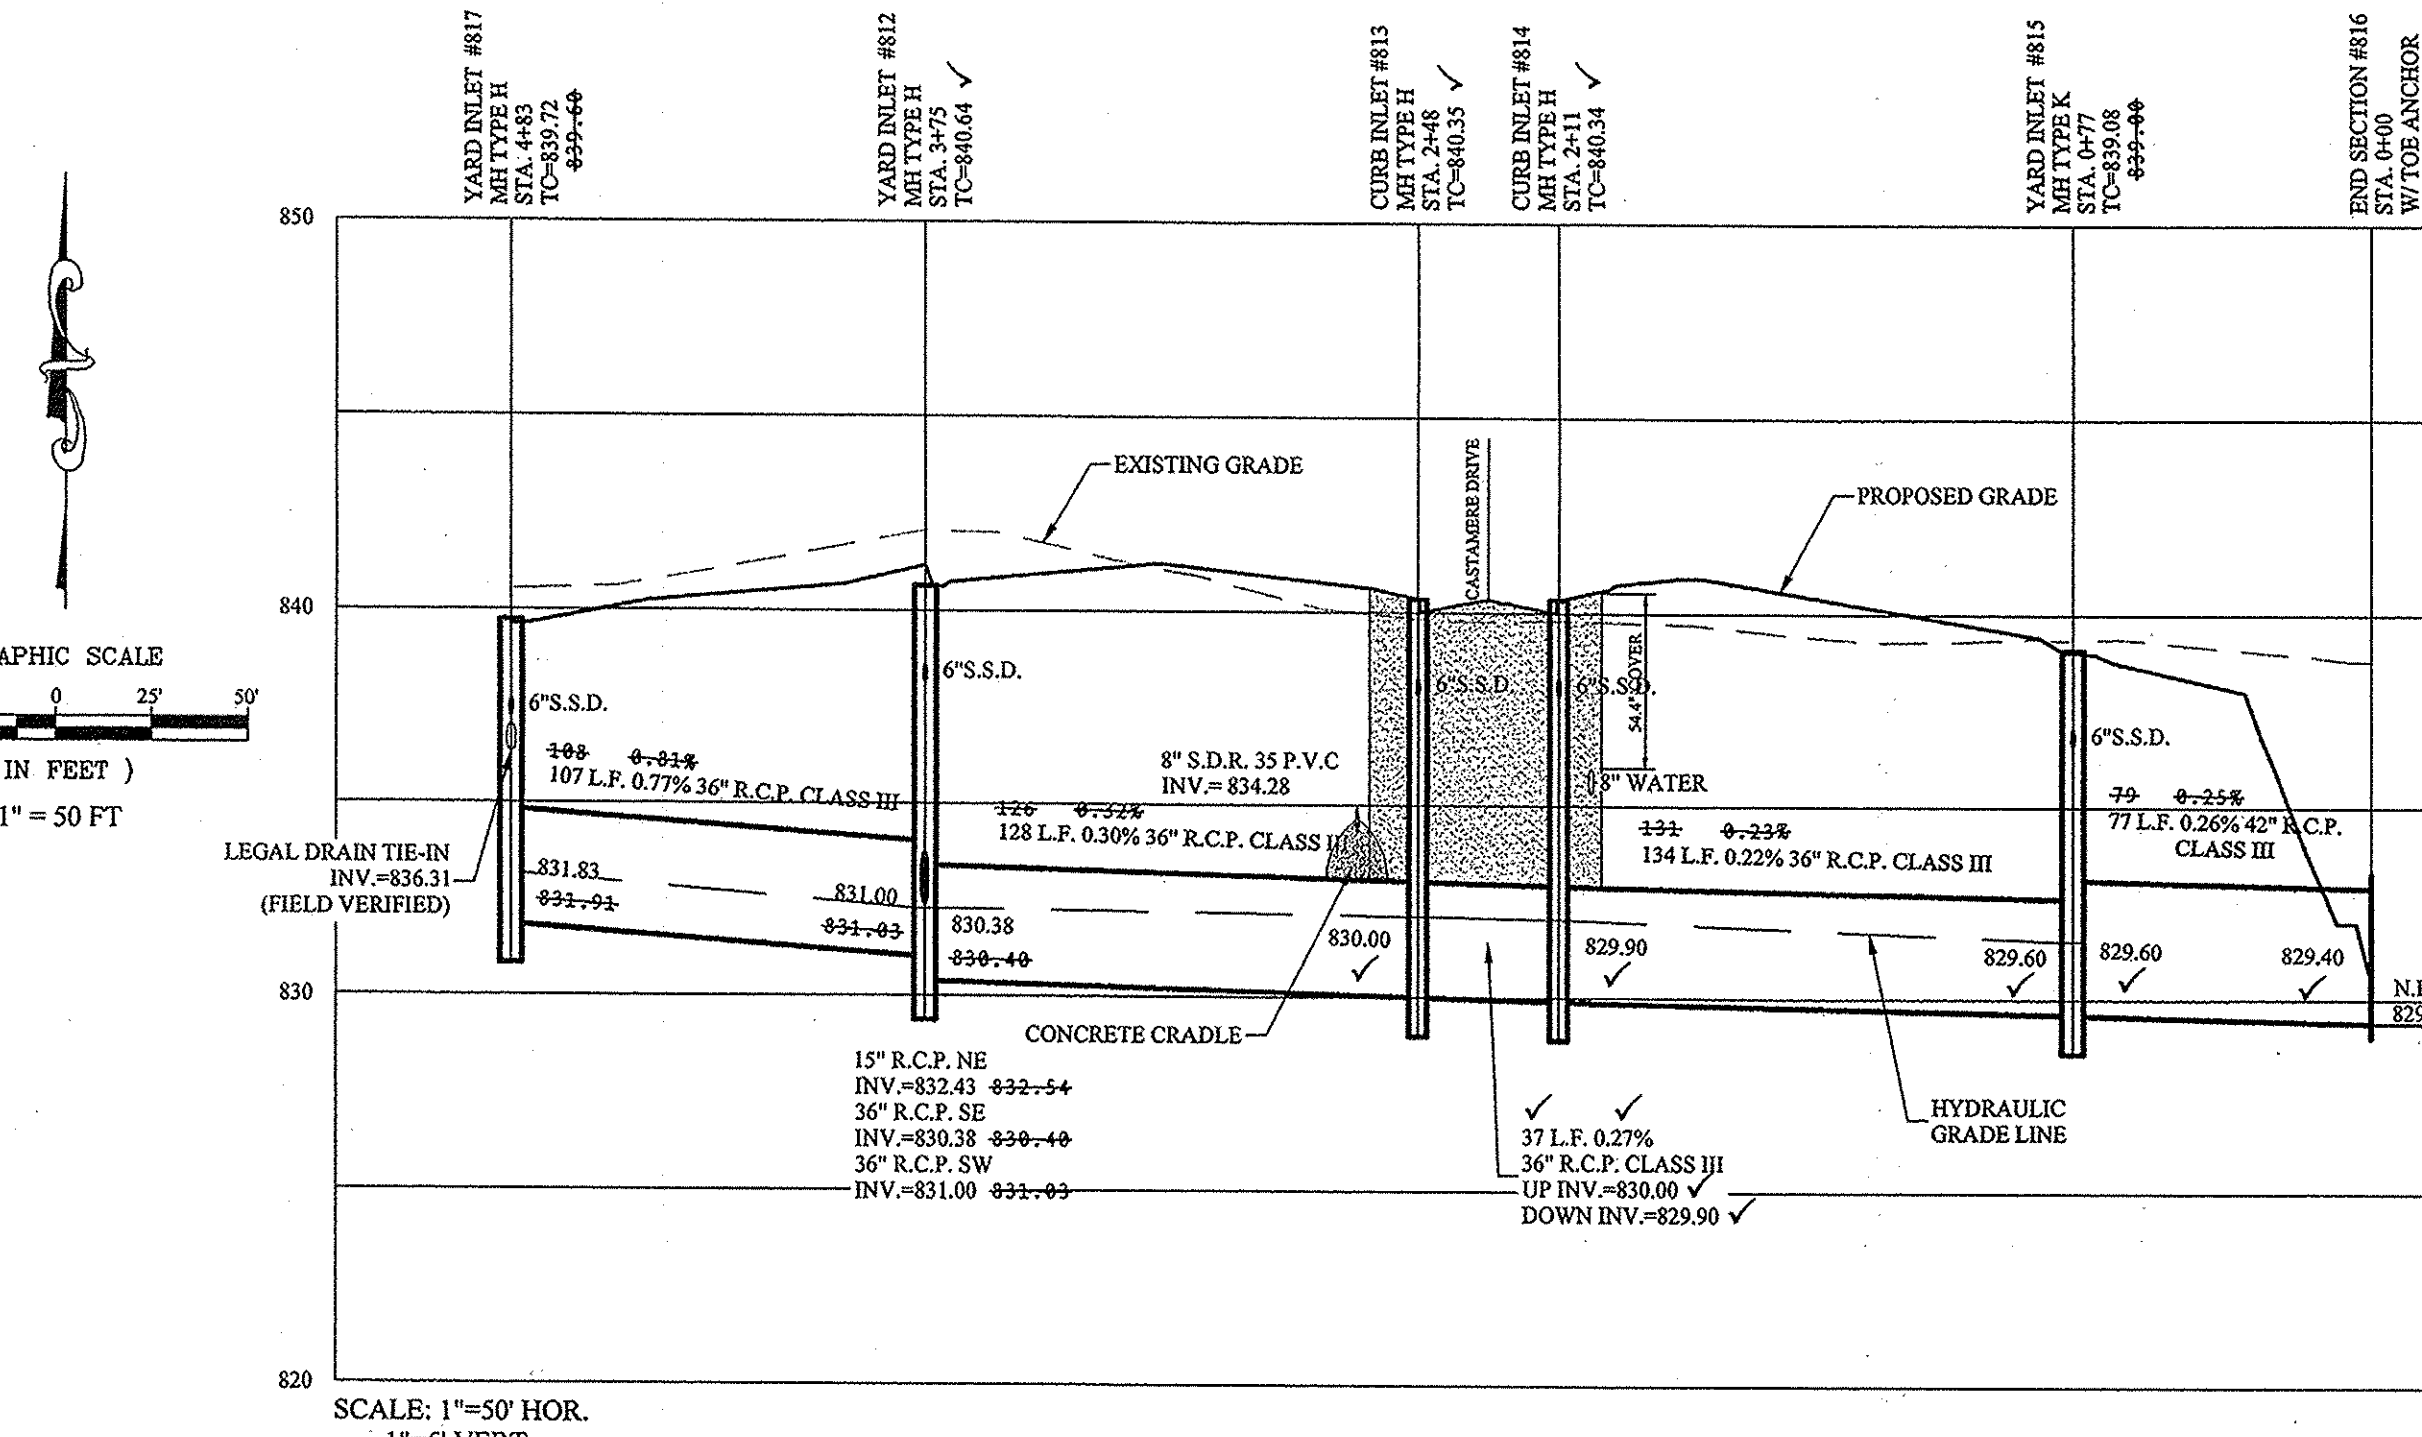 YARD INLET #817
MH TYPE H
STA. 4+83
TC=839.72
839.60
YARD INLET #812
MH TYPE H
STA. 3+75
TC=840.64 ✓
CURB INLET #813
MH TYPE H
STA. 2+48
TC=840.35 ✓
CURB INLET #814
MH TYPE H
STA. 2+11
TC=840.34 ✓
YARD INLET #815
MH TYPE K
STA. 0+77
TC=839.08
839.00
END SECTION #816
STA. 0+00
W/TOE ANCHOR
850
EXISTING GRADE
CASTAMERE DRIVE
PROPOSED GRADE
840
APHIC SCALE
0 25' 50'
IN FEET )
1" = 50 FT
6"S.S.D.
6"S.S.D.
6"S.S.D.
6"S.S.D.
54.4" COVER
6"S.S.D.
108 0.81%
107 L.F. 0.77% 36" R.C.P. CLASS III
8" S.D.R. 35 P.V.C
INV.= 834.28
8" WATER
126 0.32%
128 L.F. 0.30% 36" R.C.P. CLASS III
131 0.23%
134 L.F. 0.22% 36" R.C.P. CLASS III
79 0.25%
77 L.F. 0.26% 42" R.C.P.
CLASS III
LEGAL DRAIN TIE-IN
INV.=836.31
(FIELD VERIFIED)
831.83
831.91
831.00
831.03
830.38
830.40
830.00
✓
829.90
✓
829.60
✓
829.60
✓
829.40
✓
830
829
CONCRETE CRADLE
15" R.C.P. NE
INV.=832.43 832.54
36" R.C.P. SE
INV.=830.38 830.40
36" R.C.P. SW
INV.=831.00 831.03
✓ ✓
37 L.F. 0.27%
36" R.C.P. CLASS III
UP INV.=830.00 ✓
DOWN INV.=829.90 ✓
HYDRAULIC
GRADE LINE
820
SCALE: 1"=50' HOR.